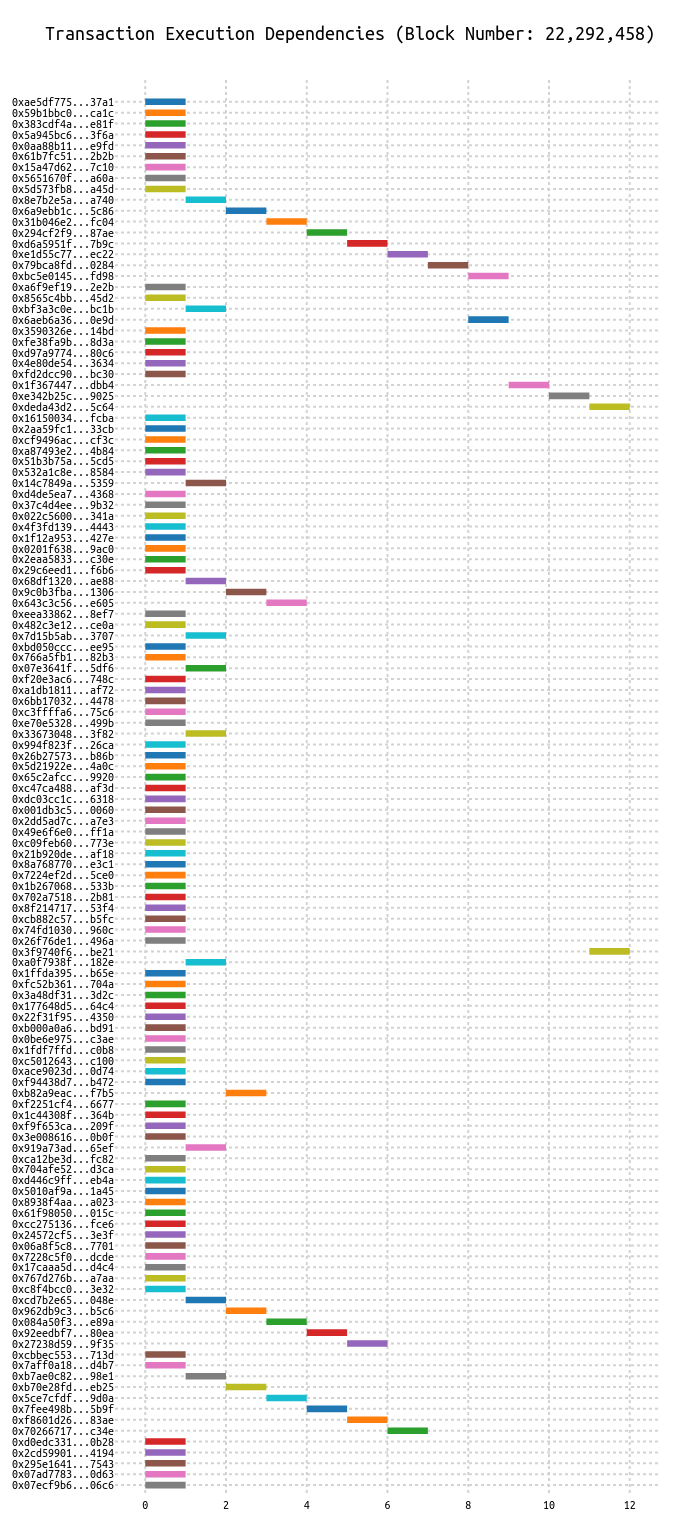 Transaction Execution Dependencies (Block Number: 22,292,458)
0xae5df775...37a1
0x59b1bbc0...ca1c
0x383cdf4a...e81f
0x5a945bc6...3f6a
0x0aa88b11...e9fd
0x61b7fc51...2b2b
0x15a47d62...7c10
0x5651670f...a60a
0x5d573fb8...a45d
0x8e7b2e5a...a740
0x6a9ebb1c...5c86
0x31b046e2...fc04
0x294cf2f9...87ae
0xd6a5951f...7b9c
0xe1d55c77...ec22
0x79bca8fd...0284
0xbc5e0145...fd98
0xa6f9ef19...2e2b
0x8565c4bb...45d2
0xbf3a3c0e...bc1b
0x6aeb6a36...0e9d
0x3590326e...14bd
0xfe38fa9b...8d3a
0xd97a9774...80c6
0x4e80de54...3634
0xfd2dcc90...bc30
0x1f367447...dbb4
0xe342b25c...9025
0xdeda43d2...5c64
0x16150034...fcba
0x2aa59fc1...33cb
0xcf9496ac...cf3c
0xa87493e2...4b84
0x51b3b75a...5cd5
0x532a1c8e...8584
0x14c7849a...5359
0xd4de5ea7...4368
0x37c4d4ee...9b32
0x022c5600...341a
0x4f3fd139...4443
0x1f12a953...427e
0x0201f638...9ac0
0x2eaa5833...c30e
0x29c6eed1...f6b6
0x68df1320...ae88
0x9c0b3fba...1306
0x643c3c56...e605
0xeea33862...8ef7
0x482c3e12...ce0a
0x7d15b5ab...3707
0xbd050ccc...ee95
0x766a5fb1...82b3
0x07e3641f...5df6
0xf20e3ac6...748c
0xa1db1811...af72
0x6bb17032...4478
0xc3ffffa6...75c6
0xe70e5328...499b
0x33673048...3f82
0x994f823f...26ca
0x26b27573...b86b
0x5d21922e...4a0c
0x65c2afcc...9920
0xc47ca488...af3d
0xdc03cc1c...6318
0x001db3c5...0060
0x2dd5ad7c...a7e3
0x49e6f6e0...ff1a
0xc09feb60...773e
0x21b920de...af18
0x8a768770...e3c1
0x7224ef2d...5ce0
0x1b267068...533b
0x702a7518...2b81
0x8f214717...53f4
0xcb882c57...b5fc
0x74fd1030...960c
0x26f76de1...496a
0x3f9740f6...be21
0xa0f7938f...182e
0x1ffda395...b65e
0xfc52b361...704a
0x3a48df31...3d2c
0x177648d5...64c4
0x22f31f95...4350
0xb000a0a6...bd91
0x0be6e975...c3ae
0x1fdf7ffd...c0b8
0xc5012643...c100
0xace9023d...0d74
0xf94438d7...b472
0xb82a9eac...f7b5
0xf2251cf4...6677
0x1c44308f...364b
0xf9f653ca...209f
0x3e008616...0b0f
0x919a73ad...65ef
0xca12be3d...fc82
0x704afe52...d3ca
0xd446c9ff...eb4a
0x5010af9a...1a45
0x8938f4aa...a023
0x61f98050...015c
0xcc275136...fce6
0x24572cf5...3e3f
0x06a8f5c8...7701
0x7228c5f0...dcde
0x17caaa5d...d4c4
0x767d276b...a7aa
0xc8f4bcc0...3e32
0xcd7b2e65...048e
0x962db9c3...b5c6
0x084a50f3...e89a
0x92eedbf7...80ea
0x27238d59...9f35
0xcbbec553...713d
0x7aff0a18...d4b7
0xb7ae0c82...98e1
0xb70e28fd...eb25
0x5ce7cfdf...9d0a
0x7fee498b...5b9f
0xf8601d26...83ae
0x70266717...c34e
0xd0edc331...0b28
0x2cd59901...4194
0x295e1641...7543
0x07ad7783...0d63
0x07ecf9b6...06c6
0 2 4 6 8 10 12